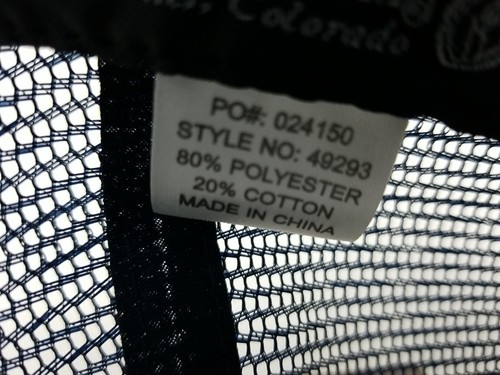 Colorado
PO#: 024150
STYLE NO: 49293
80% POLYESTER
20% COTTON
MADE IN CHINA